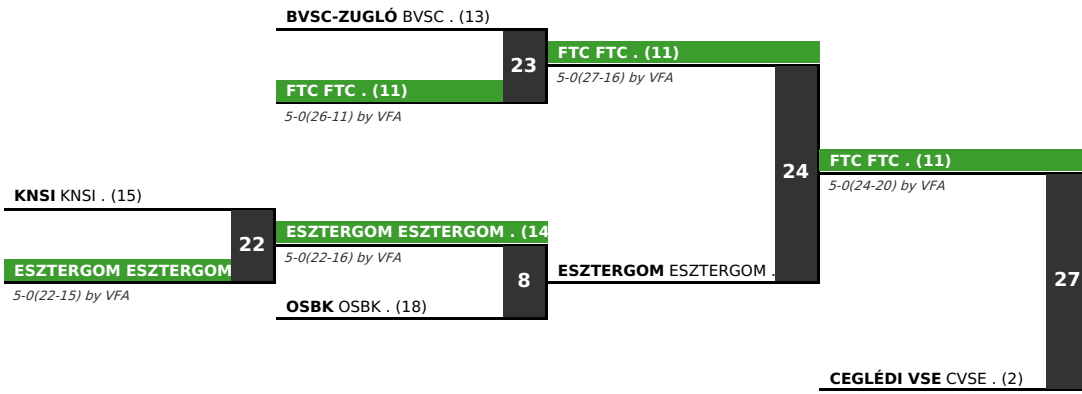 BVSC-ZUGLÓ BVSC . (13)
23
FTC FTC . (11)
5-0(26-11) by VFA
FTC FTC . (11)
5-0(27-16) by VFA
24
FTC FTC . (11)
5-0(24-20) by VFA
27
KNSI KNSI . (15)
22
ESZTERGOM ESZTERGOM
5-0(22-15) by VFA
ESZTERGOM ESZTERGOM . (14
5-0(22-16) by VFA
8
OSBK OSBK . (18)
ESZTERGOM ESZTERGOM .
CEGLÉDI VSE CVSE . (2)